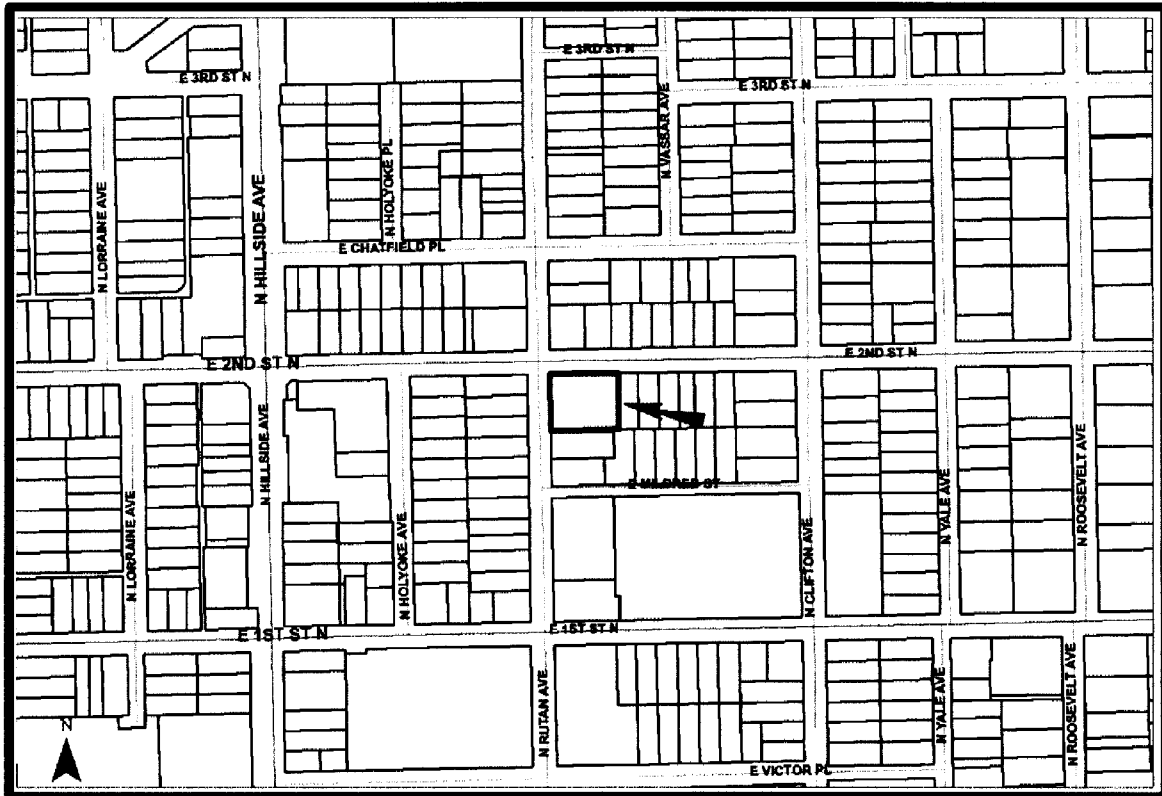 E 3RD ST N
E 3RD ST N
E 3RD ST N
N VASSAR AVE
N HOLYOKE PL
N LORRAINE AVE
N HILLSIDE AVE
E CHATFIELD PL
E 2ND ST N
E 2ND ST N
N HILLSIDE AVE
N LORRAINE AVE
N HOLYOKE AVE
E MILDRED ST
N CLIFTON AVE
N YALE AVE
N ROOSEVELT AVE
E 1ST ST N
E 1ST ST N
N RUTAN AVE
N YALE AVE
N ROOSEVELT AVE
N
E VICTOR PL